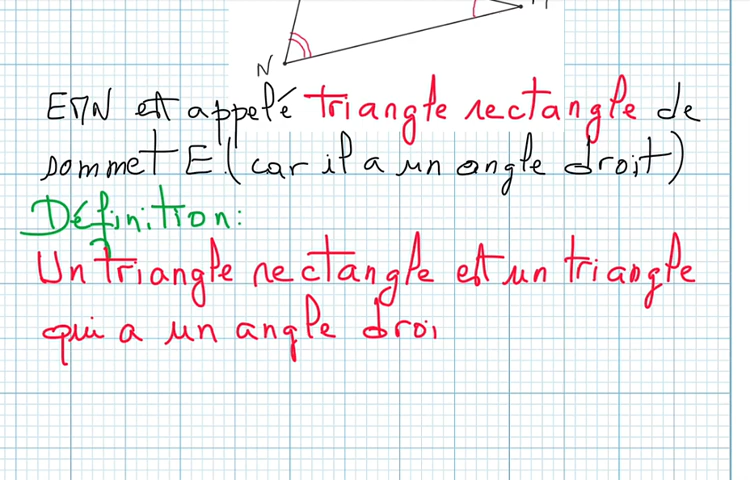 N
EMN est appelé triangle rectangle de
sommet E (car il a un angle droit)
Définition:
Un triangle rectangle est un triangle
qui a un angle droi